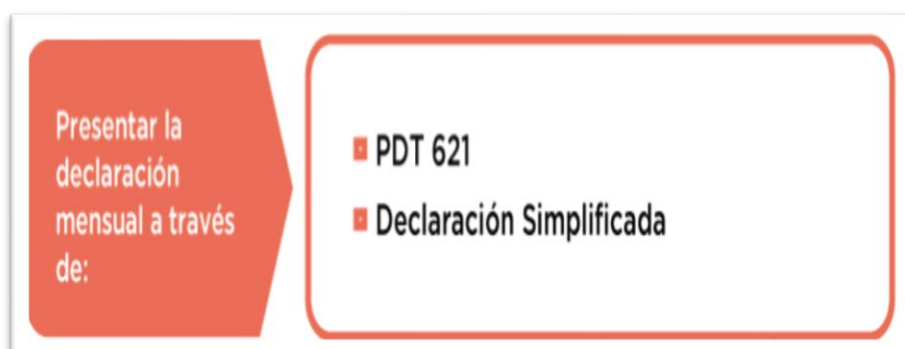 Presentar la
declaración
mensual a través
de:
PDT 621
Declaración Simplificada